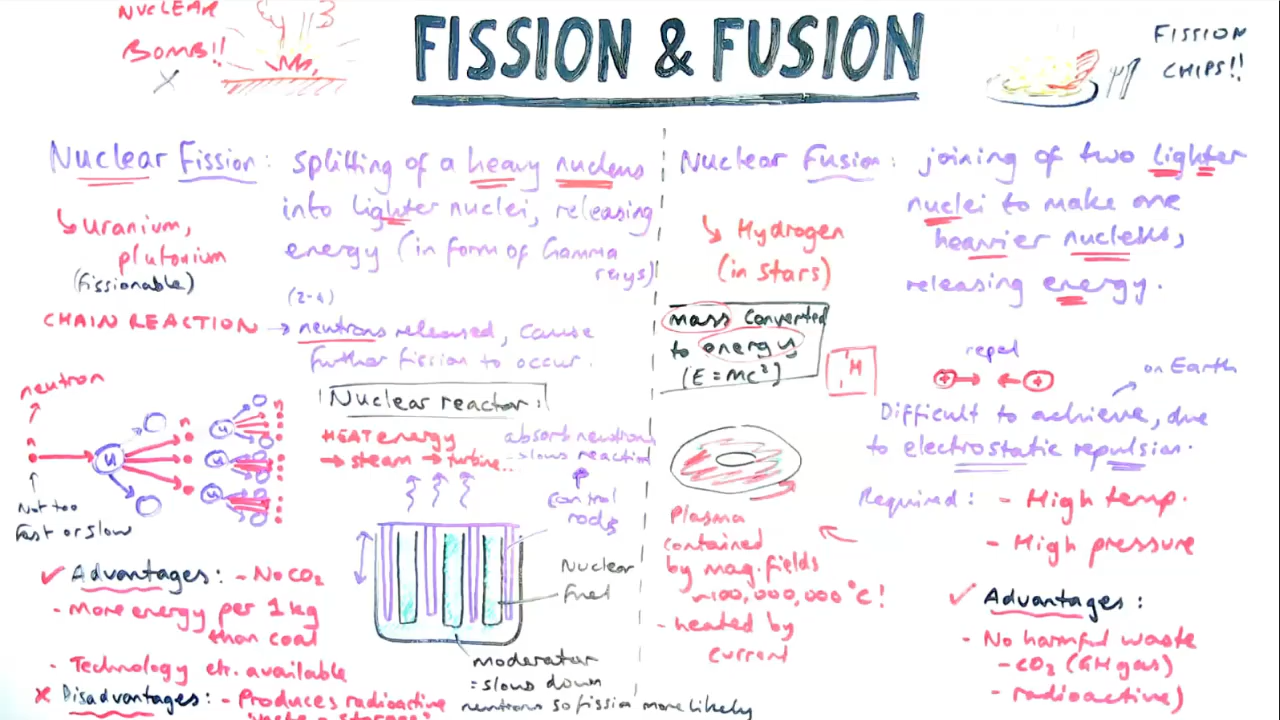 NUCLEAR
BOMB!!
FISSION & FUSION
FISSION
CHIPS!!
Nuclear Fission: splitting of a heavy nucleus
into lighter nuclei, releasing
energy (in form of Gamma
rays)
↳ Uranium,
plutonium
(fissionable)
(2-4)
CHAIN REACTION → neutrons released, cause
further fission to occur.
neutron
n
u
n
u
u
u
n
Not too
fast or slow
Nuclear reactor:
HEAT energy
→ steam → turbine...
absorb neutrons
→ slows reaction
control
rods
Nuclear
fuel
moderator
= slows down
neutrons so fission more likely
✓ Advantages: - No CO₂
- More energy per 1kg
than coal
- Technology etc. available
✗ Disadvantages: - Produces radioactive
Nuclear Fusion: joining of two lighter
nuclei to make one
heavier nucleus,
releasing energy.
↳ Hydrogen
(in stars)
mass converted
to energy
(E = mc²)
H
repel
+ → ← +
on Earth
Difficult to achieve, due
to electrostatic repulsion.
Required: - High temp.
- High pressure
Plasma
contained
by mag. fields
~100,000,000 °C!
- heated by
current
✓ Advantages:
- No harmful waste
- CO₂ (GH gas)
- radioactive)